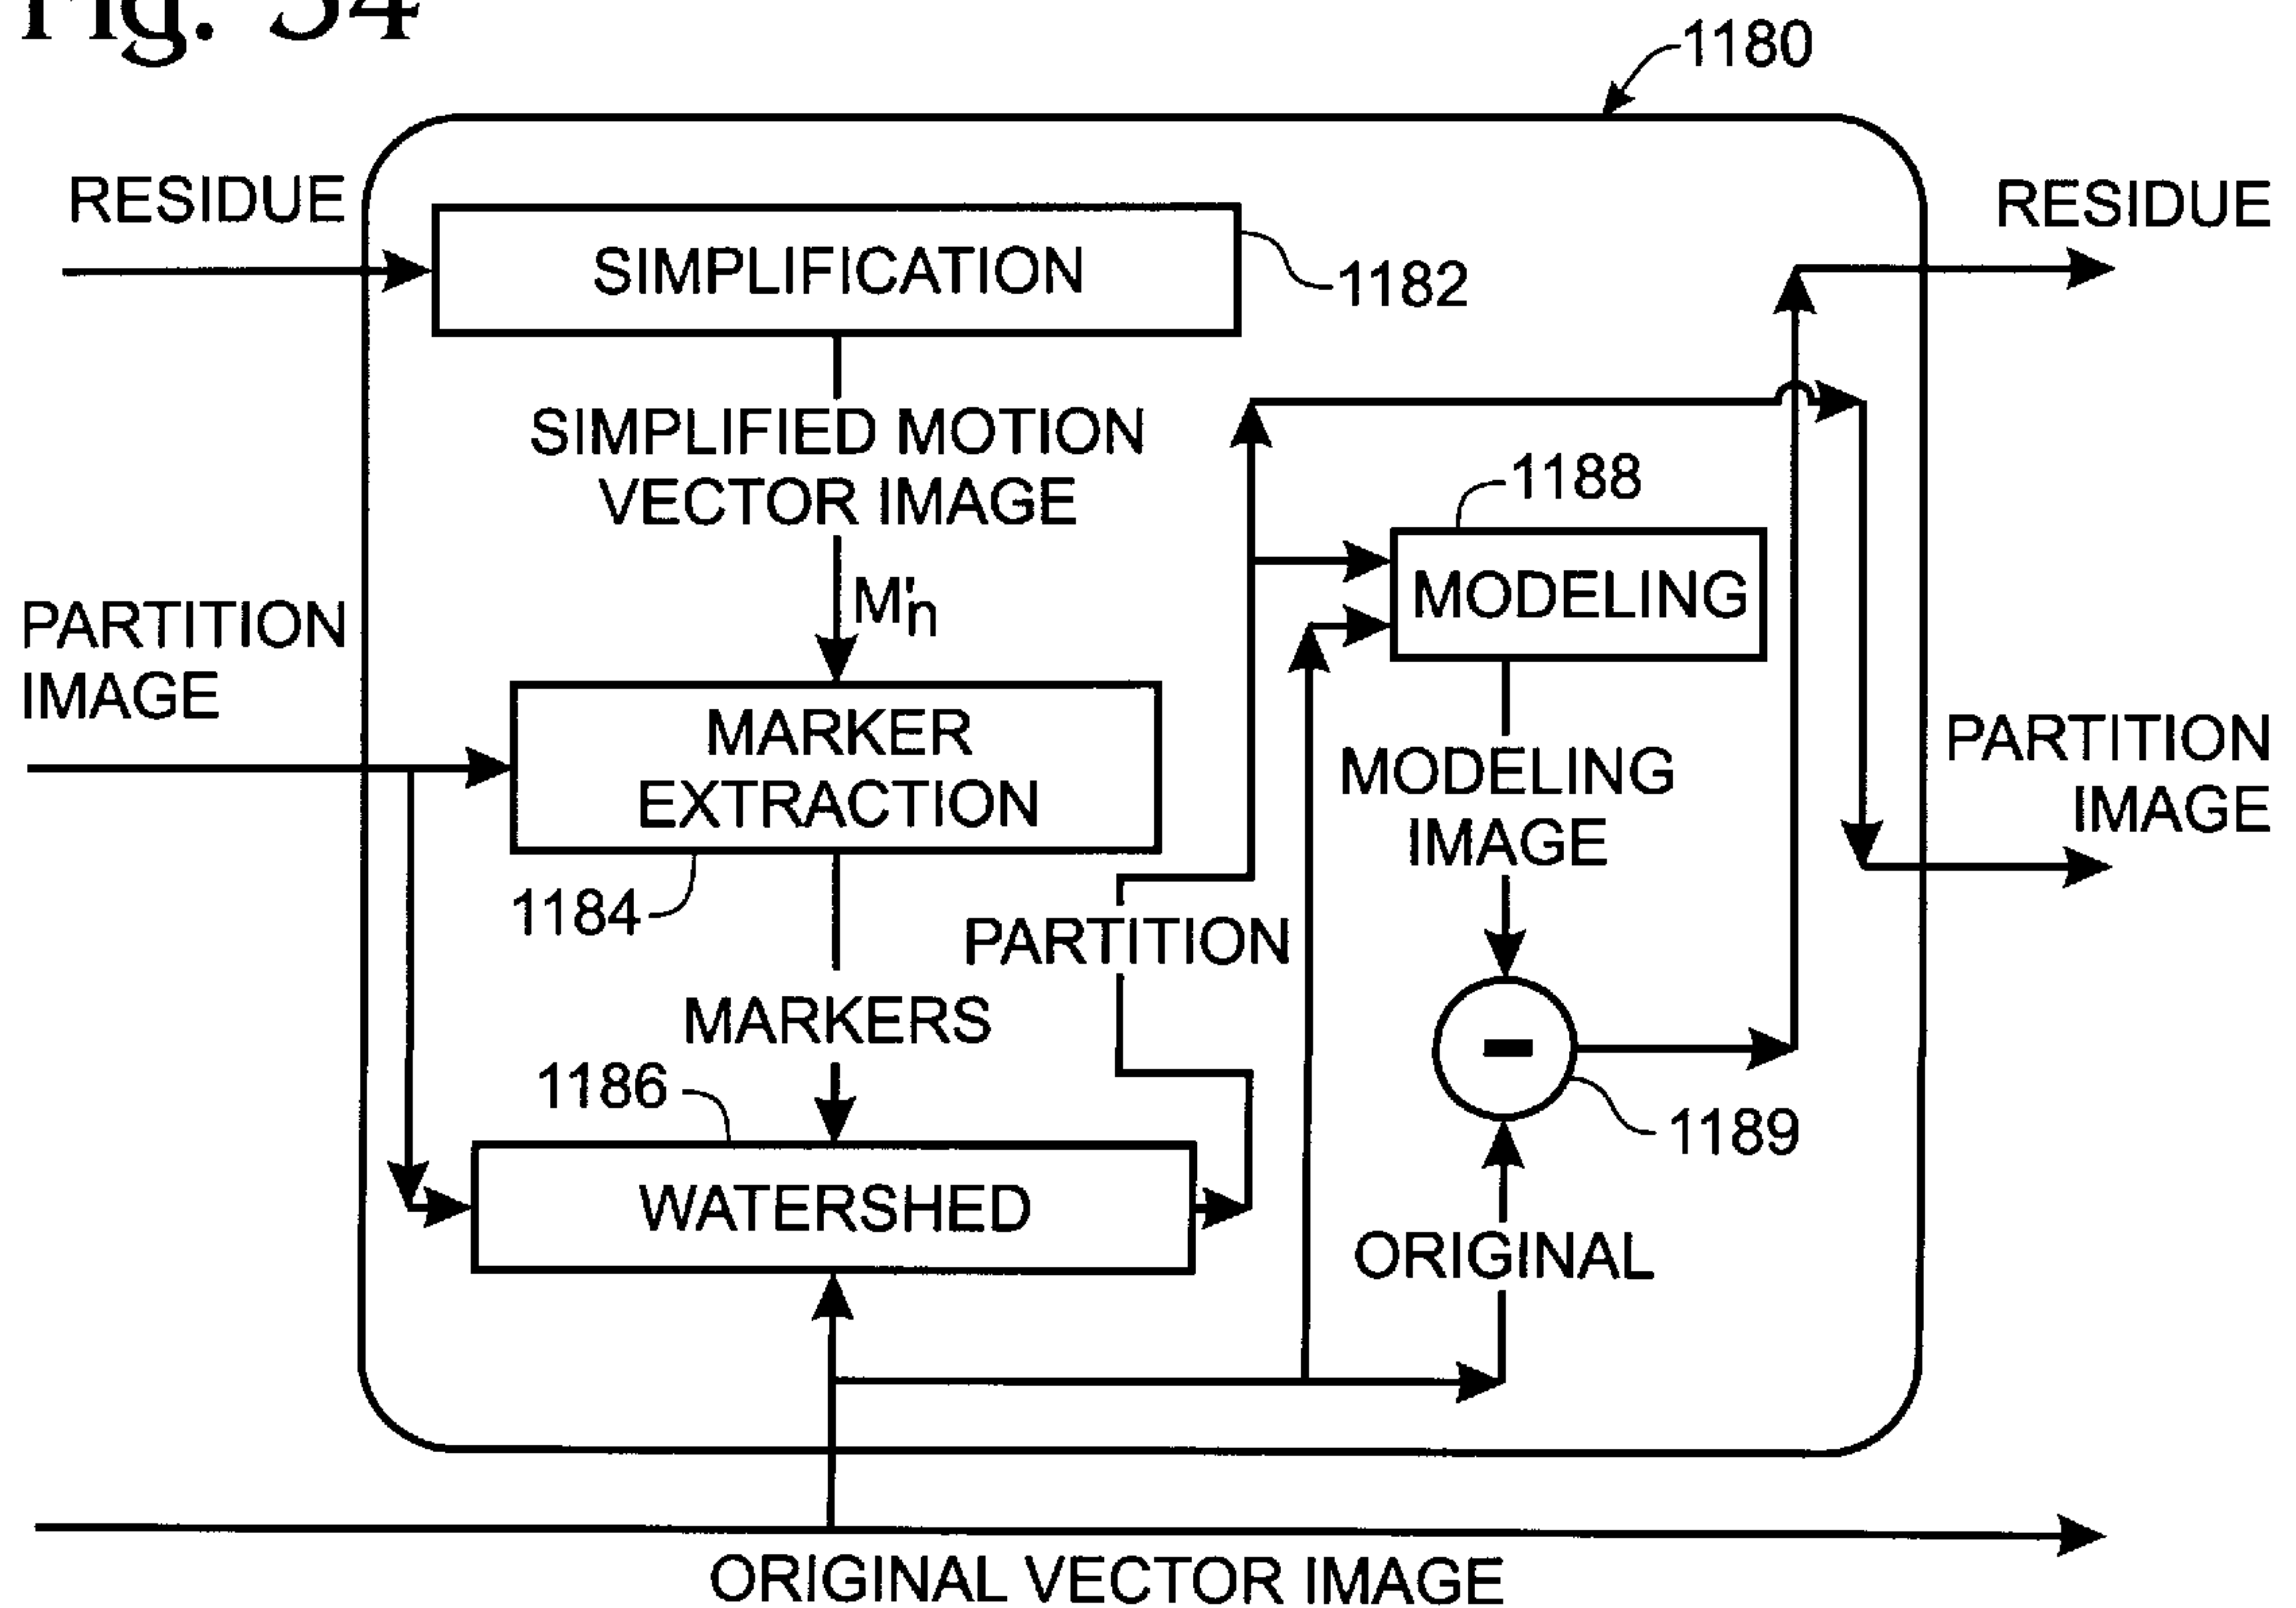 Fig. 34
1180
RESIDUE
RESIDUE
SIMPLIFICATION
1182
SIMPLIFIED MOTION
VECTOR IMAGE
1188
M'n
MODELING
PARTITION
IMAGE
MARKER
EXTRACTION
MODELING
IMAGE
PARTITION
IMAGE
1184
PARTITION
MARKERS
1186
1189
WATERSHED
ORIGINAL
ORIGINAL VECTOR IMAGE